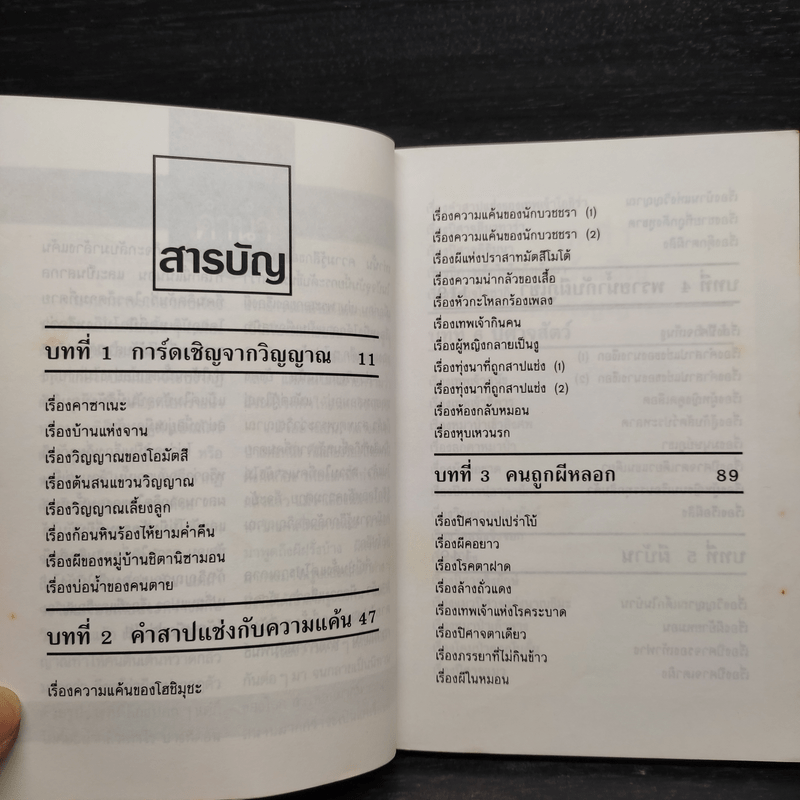 สารบัญ
บทที่ 1 การ์ดเชิญจากวิญญาณ 11
เรื่องคาซาเนะ
เรื่องบ้านแห่งจาน
เรื่องวิญญาณของโอมัตสึ
เรื่องต้นสนแขวนวิญญาณ
เรื่องวิญญาณเลี้ยงลูก
เรื่องก้อนหินร้องไห้ยามค่ำคืน
เรื่องผีของหมู่บ้านชิตานิซามอน
เรื่องบ่อน้ำของคนตาย
บทที่ 2 คำสาปแช่งกับความแค้น 47
เรื่องความแค้นของโฮชิมุซะ
เรื่องความแค้นของนักบวชชรา (1)
เรื่องความแค้นของนักบวชชรา (2)
เรื่องผีแห่งปราสาทมัตสึโมโต้
เรื่องความน่ากลัวของเสื้อ
เรื่องหัวกะโหลกร้องเพลง
เรื่องเทพเจ้ากินคน
เรื่องผู้หญิงกลายเป็นงู
เรื่องทุ่งนาที่ถูกสาปแช่ง (1)
เรื่องทุ่งนาที่ถูกสาปแช่ง (2)
เรื่องห้องกลับหมอน
เรื่องหุบเหวนรก
บทที่ 3 คนถูกผีหลอก 89
เรื่องปิศาจนปเปร่าโบ้
เรื่องผีคอยาว
เรื่องโรคตาฝาด
เรื่องล้างถั่วแดง
เรื่องเทพเจ้าแห่งโรคระบาด
เรื่องปิศาจตาเดียว
เรื่องภรรยาที่ไม่กินข้าว
เรื่องผีในหมอน